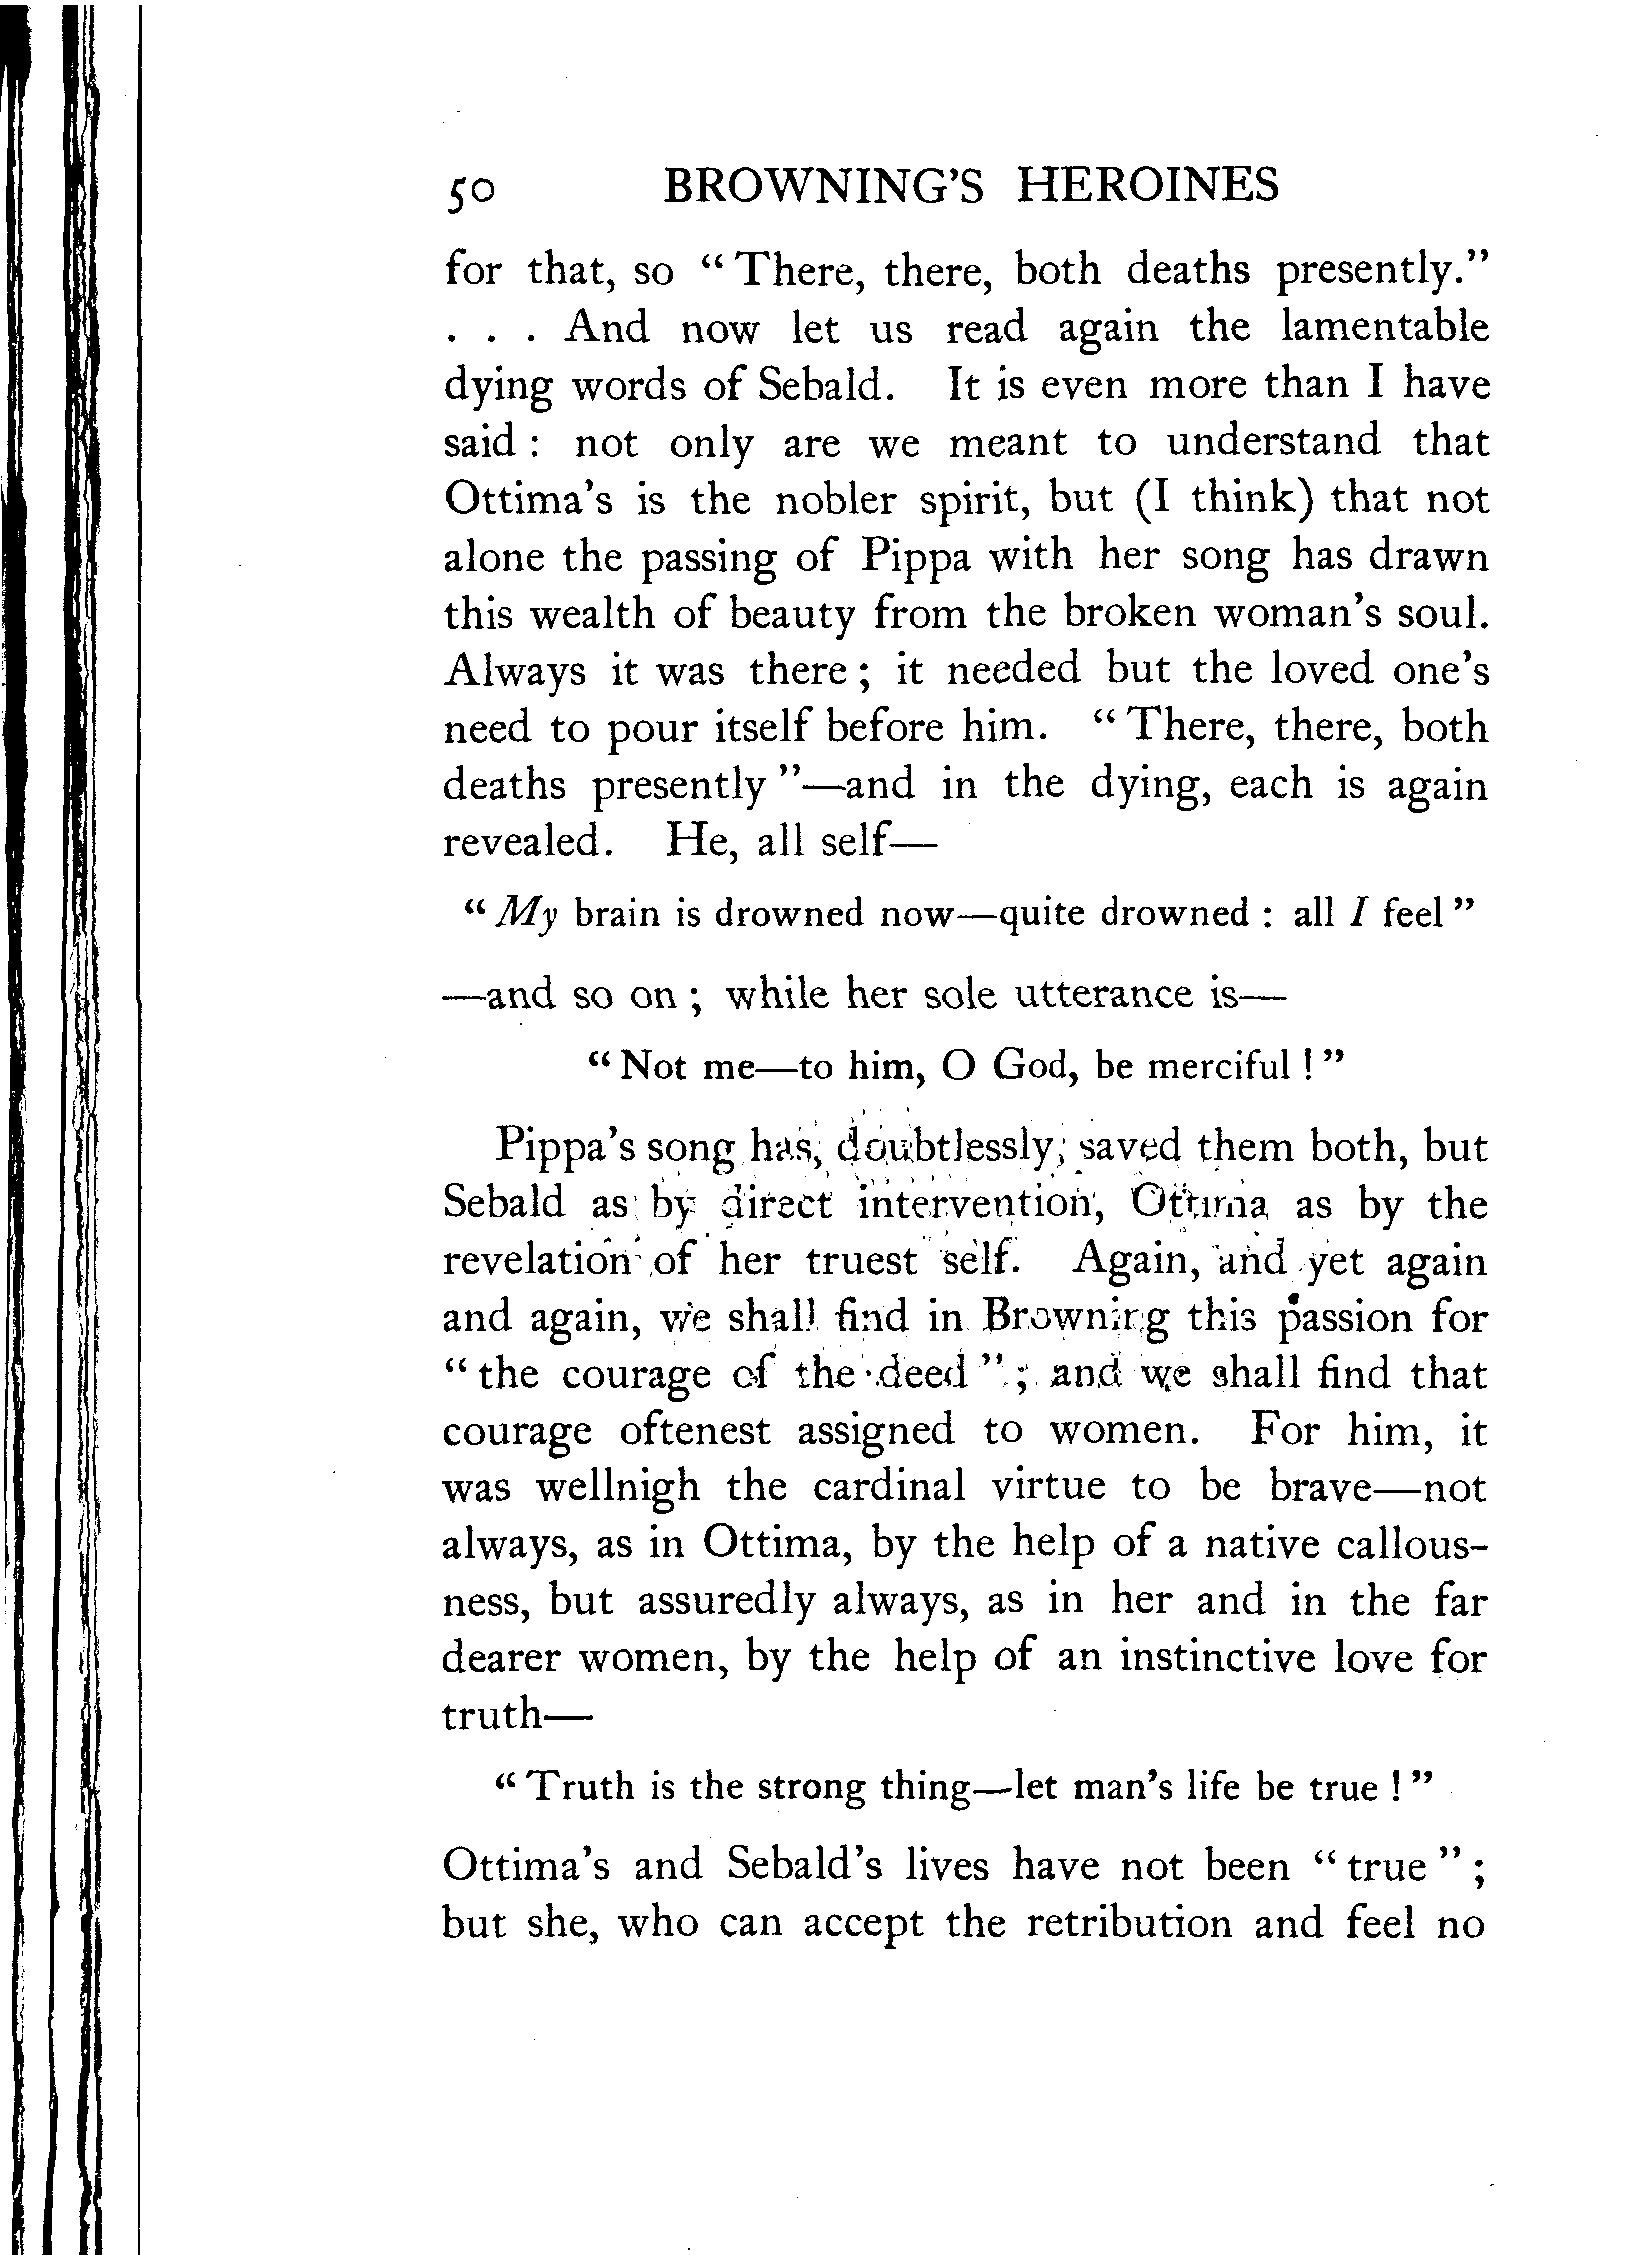 50 BROWNING'S HEROINES
for that, so "There, there, both deaths presently."
. . . And now let us read again the lamentable
dying words of Sebald. It is even more than I have
said : not only are we meant to understand that
Ottima's is the nobler spirit, but (I think) that not
alone the passing of Pippa with her song has drawn
this wealth of beauty from the broken woman's soul.
Always it was there ; it needed but the loved one's
need to pour itself before him. "There, there, both
deaths presently"—and in the dying, each is again
revealed. He, all self—
"My brain is drowned now—quite drowned : all I feel"
—and so on ; while her sole utterance is—
"Not me—to him, O God, be merciful !"
Pippa's song has, doubtlessly, saved them both, but
Sebald as by direct intervention, Ottima as by the
revelation of her truest self. Again, and yet again
and again, we shall find in Browning this passion for
"the courage of the deed" ; and we shall find that
courage oftenest assigned to women. For him, it
was wellnigh the cardinal virtue to be brave—not
always, as in Ottima, by the help of a native callous-
ness, but assuredly always, as in her and in the far
dearer women, by the help of an instinctive love for
truth—
"Truth is the strong thing—let man's life be true !"
Ottima's and Sebald's lives have not been "true" ;
but she, who can accept the retribution and feel no